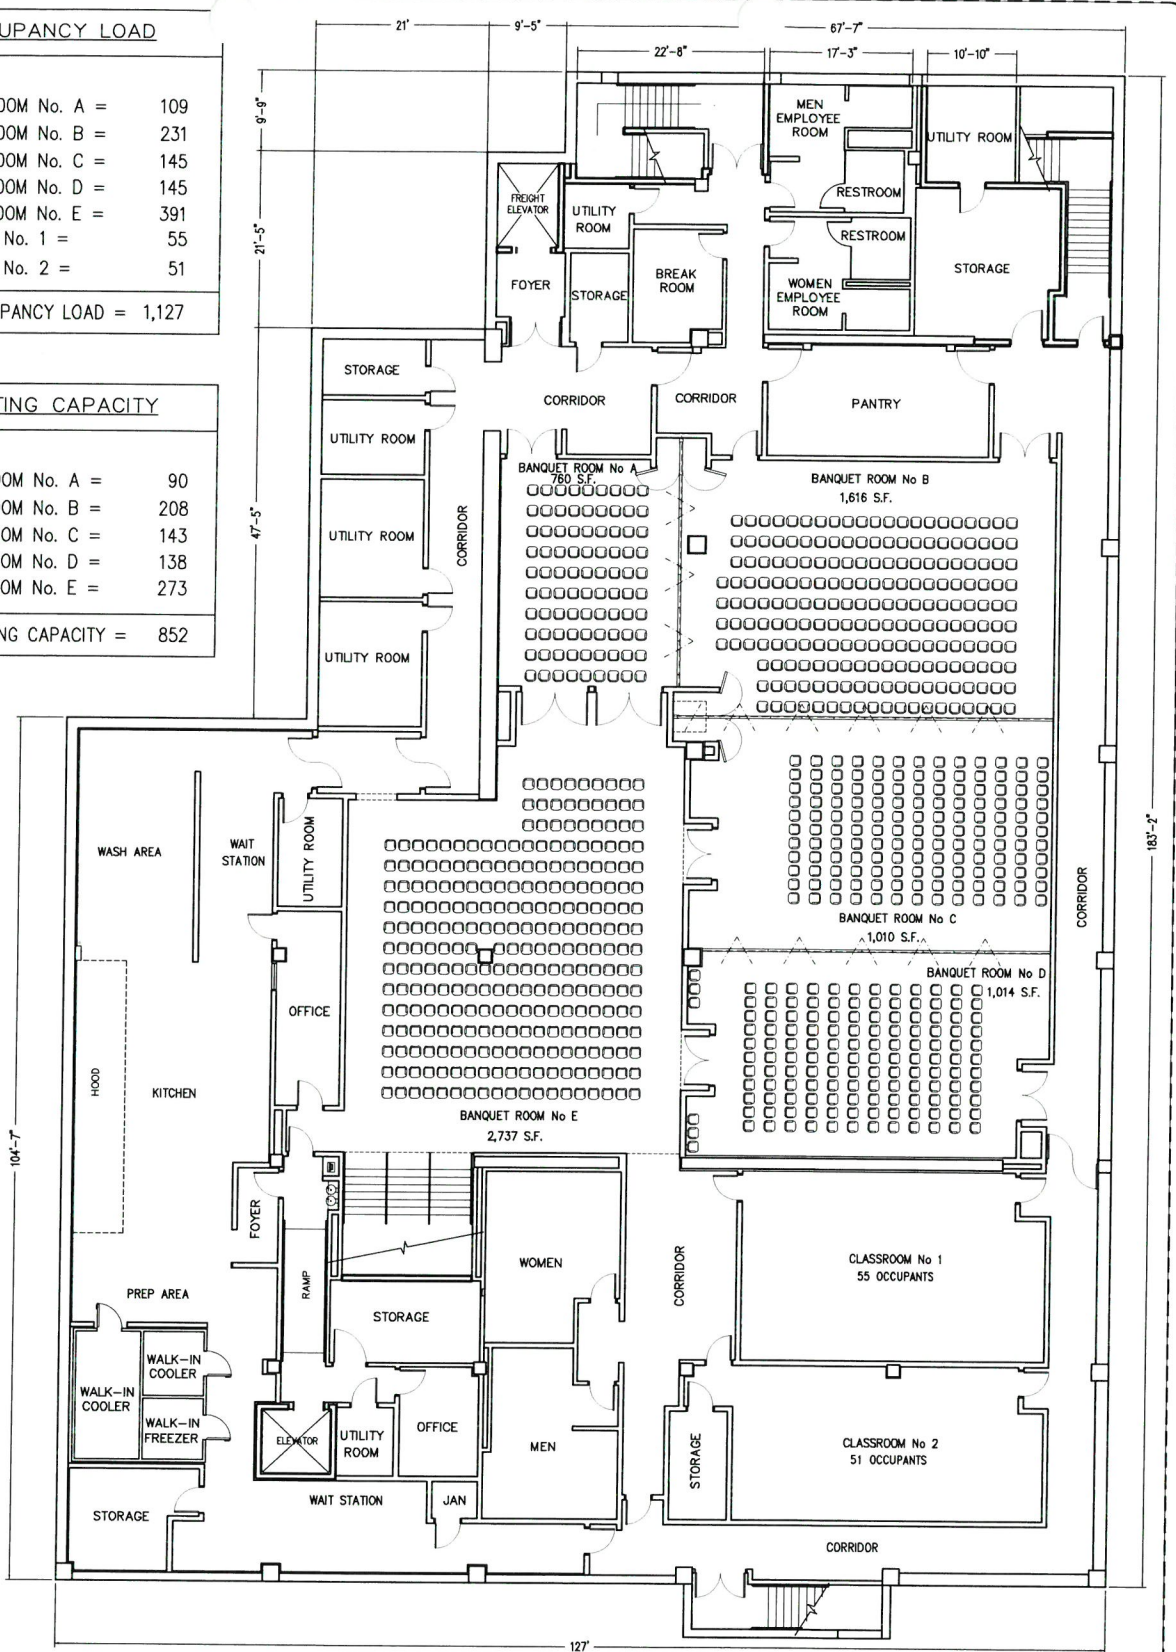 UPANCY LOAD
OOM No. A = 109
OOM No. B = 231
OOM No. C = 145
OOM No. D = 145
OOM No. E = 391
No. 1 = 55
No. 2 = 51
PANCY LOAD = 1,127
TING CAPACITY
OOM No. A = 90
OOM No. B = 208
OOM No. C = 143
OOM No. D = 138
OOM No. E = 273
NG CAPACITY = 852
21'
9'-5"
67'-7"
22'-8"
17'-3"
10'-10"
9'-9"
21'-5"
47'-5"
104'-7"
183'-2"
127'
MEN
EMPLOYEE
ROOM
UTILITY ROOM
RESTROOM
RESTROOM
FREIGHT
ELEVATOR
UTILITY
ROOM
FOYER
STORAGE
BREAK
ROOM
WOMEN
EMPLOYEE
ROOM
STORAGE
STORAGE
CORRIDOR
CORRIDOR
PANTRY
UTILITY ROOM
UTILITY ROOM
UTILITY ROOM
CORRIDOR
BANQUET ROOM No A
760 S.F.
BANQUET ROOM No B
1,616 S.F.
WASH AREA
WAIT
STATION
UTILITY ROOM
BANQUET ROOM No C
1,010 S.F.
CORRIDOR
BANQUET ROOM No D
1,014 S.F.
OFFICE
HOOD
KITCHEN
BANQUET ROOM No E
2,737 S.F.
FOYER
RAMP
PREP AREA
WOMEN
CORRIDOR
CLASSROOM No 1
55 OCCUPANTS
STORAGE
WALK-IN
COOLER
WALK-IN
COOLER
WALK-IN
FREEZER
ELEVATOR
UTILITY
ROOM
OFFICE
MEN
STORAGE
CLASSROOM No 2
51 OCCUPANTS
STORAGE
WAIT STATION
JAN
CORRIDOR